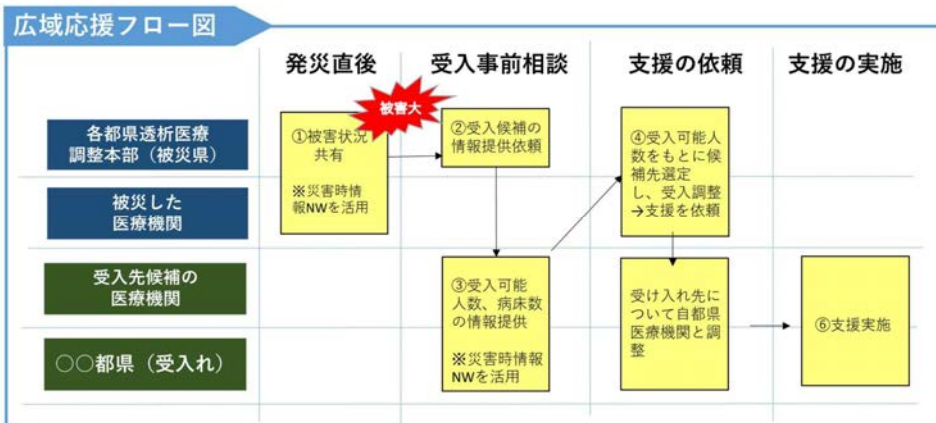 広域応援フロー図
発災直後
受入事前相談
支援の依頼
支援の実施
被害大
各都県透析医療
調整本部（被災県）
被災した
医療機関
受入先候補の
医療機関
○○都県（受入れ）
①被害状況
共有
※災害時情
報NWを活用
②受入候補の
情報提供依頼
③受入可能
人数、病床数
の情報提供
※災害時情報
NWを活用
④受入可能人
数をもとに候
補先選定
し、受入調整
→支援を依頼
受け入れ先に
ついて自都県
医療機関と調
整
⑥支援実施